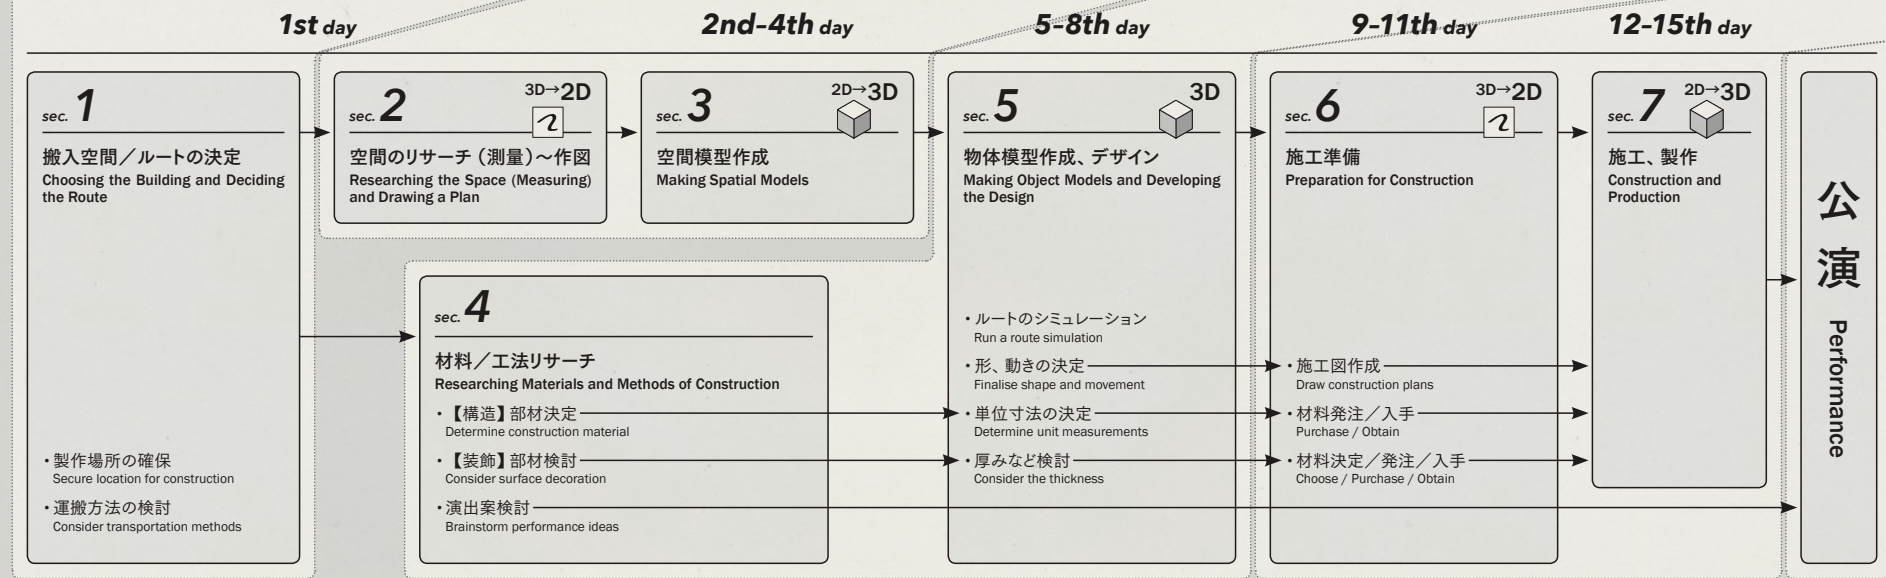 1st day
2nd–4th day
5–8th day
9–11th day
12–15th day
sec. 1
搬入空間／ルートの決定
Choosing the Building and Deciding
the Route
・製作場所の確保
Secure location for construction
・運搬方法の検討
Consider transportation methods
sec. 2
3D→2D
空間のリサーチ（測量）〜作図
Researching the Space (Measuring)
and Drawing a Plan
sec. 3
2D→3D
空間模型作成
Making Spatial Models
sec. 4
材料／工法リサーチ
Researching Materials and Methods of Construction
・【構造】部材決定
Determine construction material
・【装飾】部材検討
Consider surface decoration
・演出案検討
Brainstorm performance ideas
sec. 5
3D
物体模型作成、デザイン
Making Object Models and Developing
the Design
・ルートのシミュレーション
Run a route simulation
・形、動きの決定
Finalise shape and movement
・単位寸法の決定
Determine unit measurements
・厚みなど検討
Consider the thickness
sec. 6
3D→2D
施工準備
Preparation for Construction
・施工図作成
Draw construction plans
・材料発注／入手
Purchase / Obtain
・材料決定／発注／入手
Choose / Purchase / Obtain
sec. 7
2D→3D
施工、製作
Construction and
Production
公演
Performance